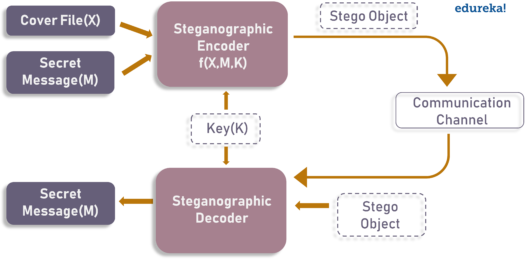 Cover File(X)
Secret
Message(M)
Steganographic
Encoder
f(X,M,K)
Stego Object
edureka!
Communication
Channel
Key(K)
Secret
Message(M)
Steganographic
Decoder
Stego
Object